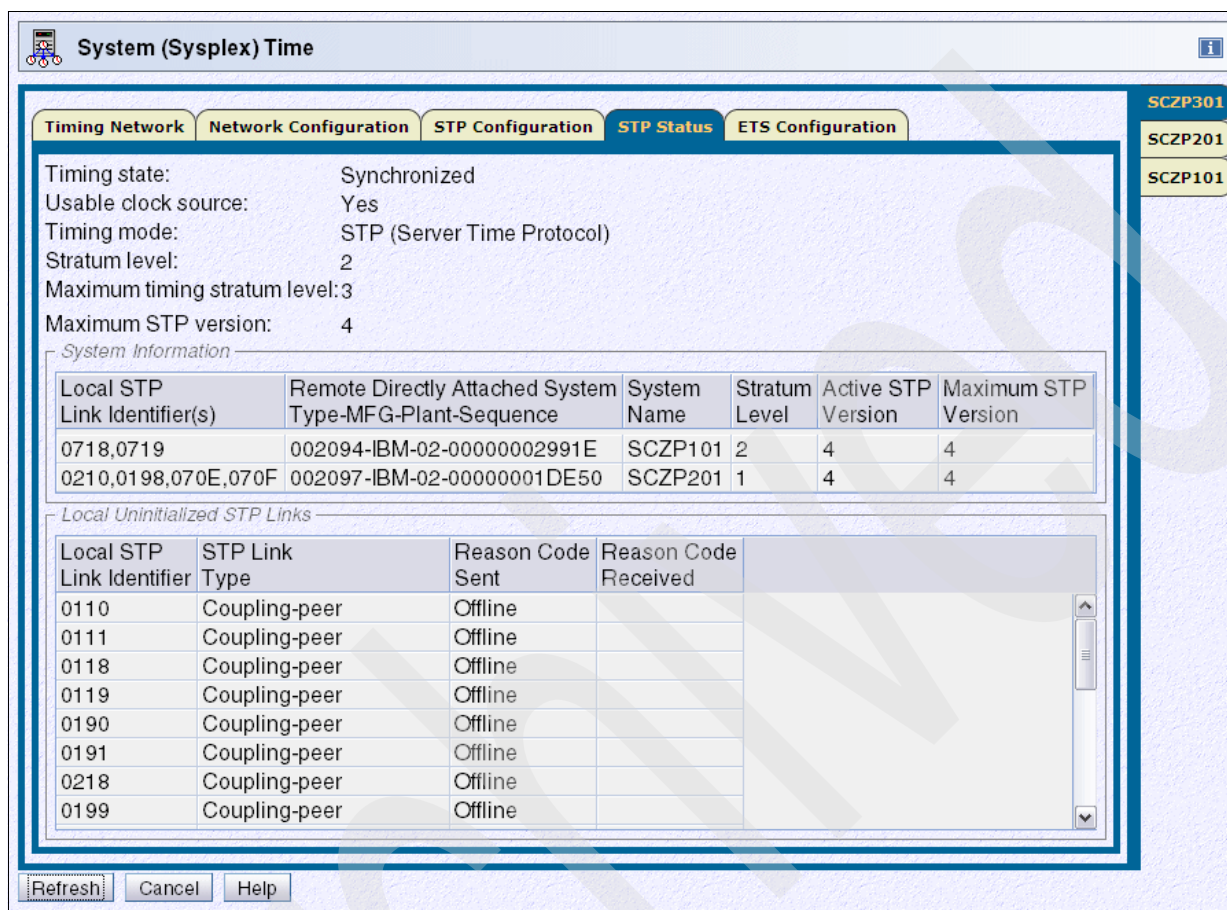 System (Sysplex) Time
i
SCZP301
SCZP201
SCZP101
Timing Network Network Configuration STP Configuration STP Status ETS Configuration
Timing state: Synchronized
Usable clock source: Yes
Timing mode: STP (Server Time Protocol)
Stratum level: 2
Maximum timing stratum level: 3
Maximum STP version: 4
System Information
Local STP Remote Directly Attached System System Stratum Active STP Maximum STP
Link Identifier(s) Type-MFG-Plant-Sequence Name Level Version Version
0718,0719 002094-IBM-02-00000002991E SCZP101 2 4 4
0210,0198,070E,070F 002097-IBM-02-00000001DE50 SCZP201 1 4 4
Local Uninitialized STP Links
Local STP STP Link Reason Code Reason Code
Link Identifier Type Sent Received
0110 Coupling-peer Offline
0111 Coupling-peer Offline
0118 Coupling-peer Offline
0119 Coupling-peer Offline
0190 Coupling-peer Offline
0191 Coupling-peer Offline
0218 Coupling-peer Offline
0199 Coupling-peer Offline
Refresh Cancel Help